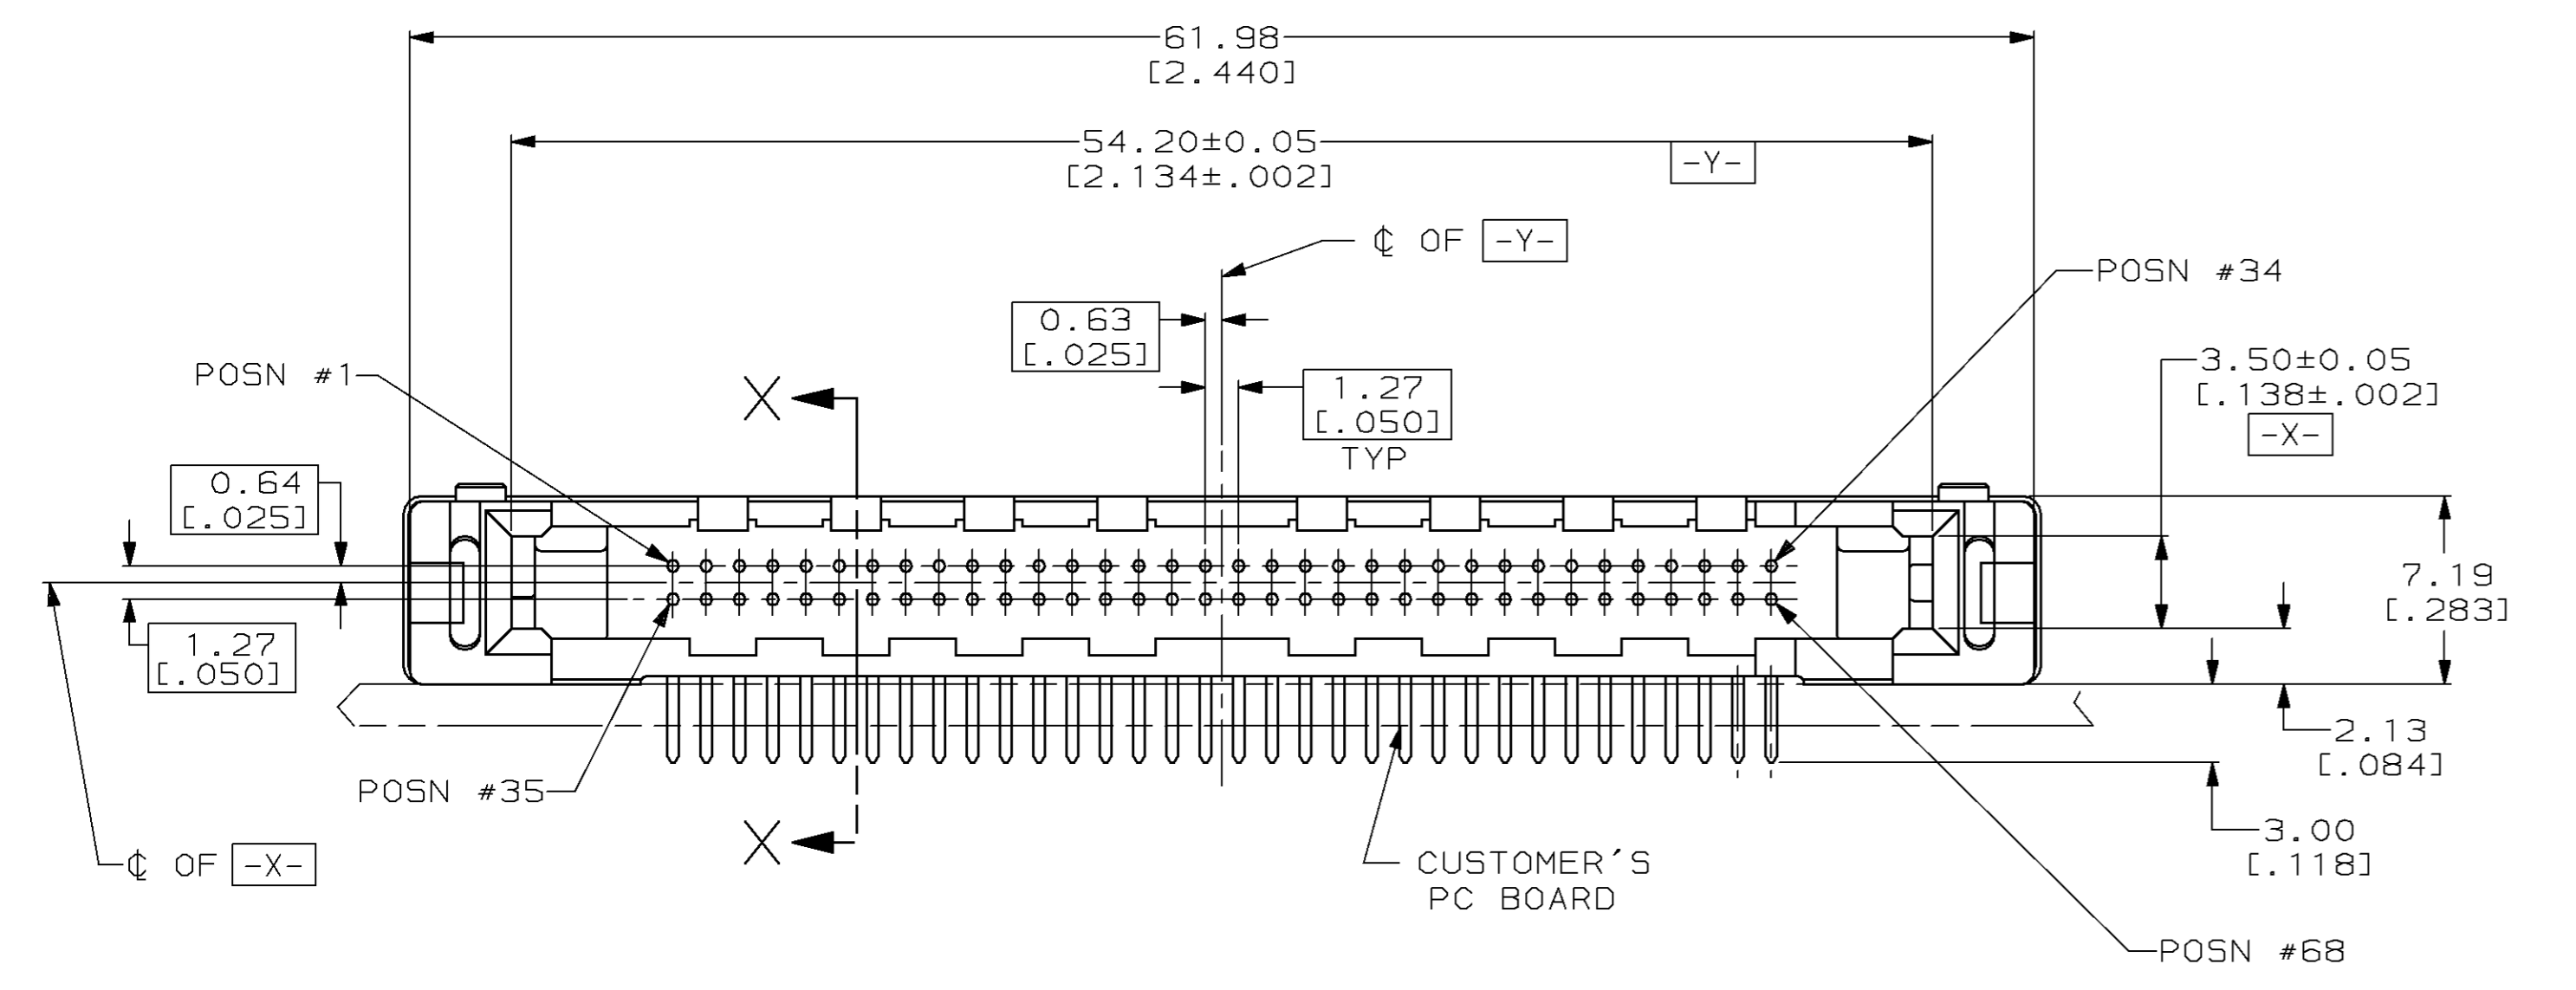 61.98
[2.440]
54.20±0.05
[2.134±.002]
-Y-
℄ OF -Y-
POSN #34
0.63
[.025]
POSN #1
X
1.27
[.050]
TYP
3.50±0.05
[.138±.002]
-X-
0.64
[.025]
7.19
[.283]
1.27
[.050]
2.13
[.084]
POSN #35
X
3.00
[.118]
℄ OF -X-
CUSTOMER'S
PC BOARD
POSN #68